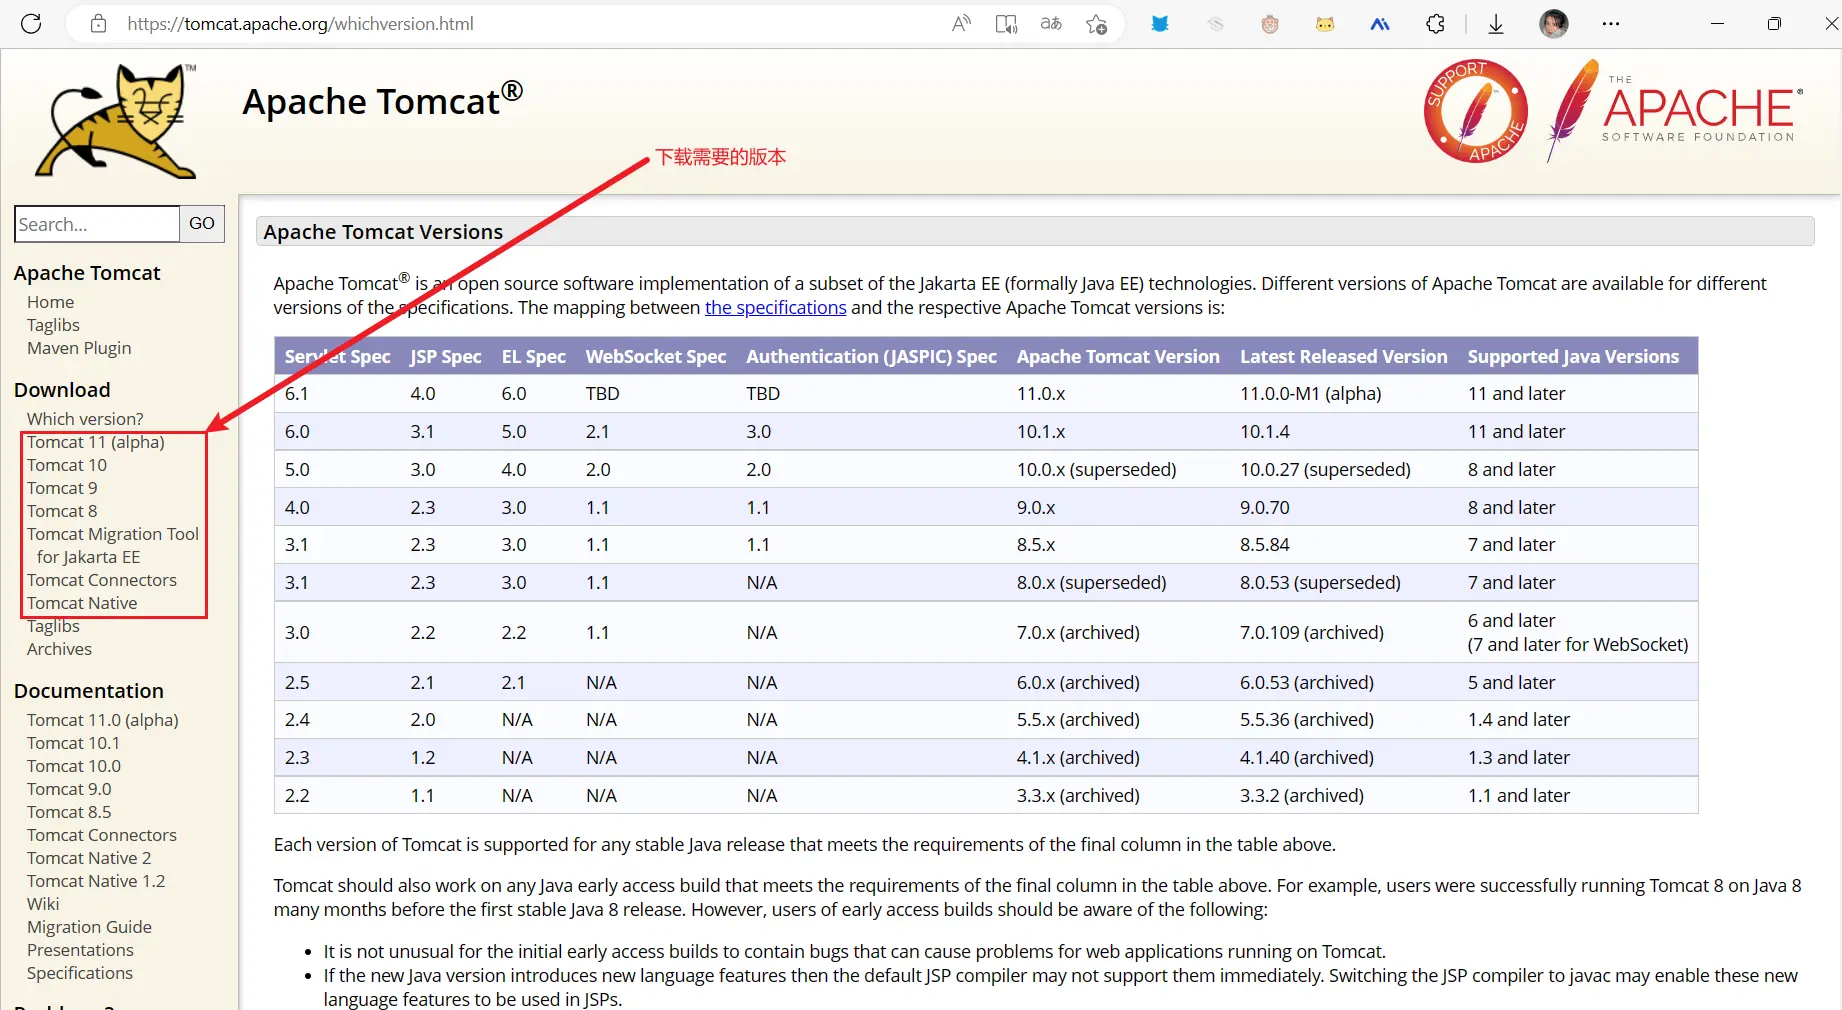 https://tomcat.apache.org/whichversion.html
Apache Tomcat®
TM
SUPPORT
APACHE
THE
APACHE®
SOFTWARE FOUNDATION
下载需要的版本
Search...
GO
Apache Tomcat
Home
Taglibs
Maven Plugin
Download
Which version?
Tomcat 11 (alpha)
Tomcat 10
Tomcat 9
Tomcat 8
Tomcat Migration Tool
for Jakarta EE
Tomcat Connectors
Tomcat Native
Taglibs
Archives
Documentation
Tomcat 11.0 (alpha)
Tomcat 10.1
Tomcat 10.0
Tomcat 9.0
Tomcat 8.5
Tomcat Connectors
Tomcat Native 2
Tomcat Native 1.2
Wiki
Migration Guide
Presentations
Specifications
Apache Tomcat Versions
Apache Tomcat® is an open source software implementation of a subset of the Jakarta EE (formally Java EE) technologies. Different versions of Apache Tomcat are available for different
versions of the specifications. The mapping between the specifications and the respective Apache Tomcat versions is:
Servlet Spec JSP Spec EL Spec WebSocket Spec Authentication (JASPIC) Spec Apache Tomcat Version Latest Released Version Supported Java Versions
6.1 4.0 6.0 TBD TBD 11.0.x 11.0.0-M1 (alpha) 11 and later
6.0 3.1 5.0 2.1 3.0 10.1.x 10.1.4 11 and later
5.0 3.0 4.0 2.0 2.0 10.0.x (superseded) 10.0.27 (superseded) 8 and later
4.0 2.3 3.0 1.1 1.1 9.0.x 9.0.70 8 and later
3.1 2.3 3.0 1.1 1.1 8.5.x 8.5.84 7 and later
3.1 2.3 3.0 1.1 N/A 8.0.x (superseded) 8.0.53 (superseded) 7 and later
3.0 2.2 2.2 1.1 N/A 7.0.x (archived) 7.0.109 (archived) 6 and later
(7 and later for WebSocket)
2.5 2.1 2.1 N/A N/A 6.0.x (archived) 6.0.53 (archived) 5 and later
2.4 2.0 N/A N/A N/A 5.5.x (archived) 5.5.36 (archived) 1.4 and later
2.3 1.2 N/A N/A N/A 4.1.x (archived) 4.1.40 (archived) 1.3 and later
2.2 1.1 N/A N/A N/A 3.3.x (archived) 3.3.2 (archived) 1.1 and later
Each version of Tomcat is supported for any stable Java release that meets the requirements of the final column in the table above.
Tomcat should also work on any Java early access build that meets the requirements of the final column in the table above. For example, users were successfully running Tomcat 8 on Java 8
many months before the first stable Java 8 release. However, users of early access builds should be aware of the following:
• It is not unusual for the initial early access builds to contain bugs that can cause problems for web applications running on Tomcat.
• If the new Java version introduces new language features then the default JSP compiler may not support them immediately. Switching the JSP compiler to javac may enable these new
language features to be used in JSPs.